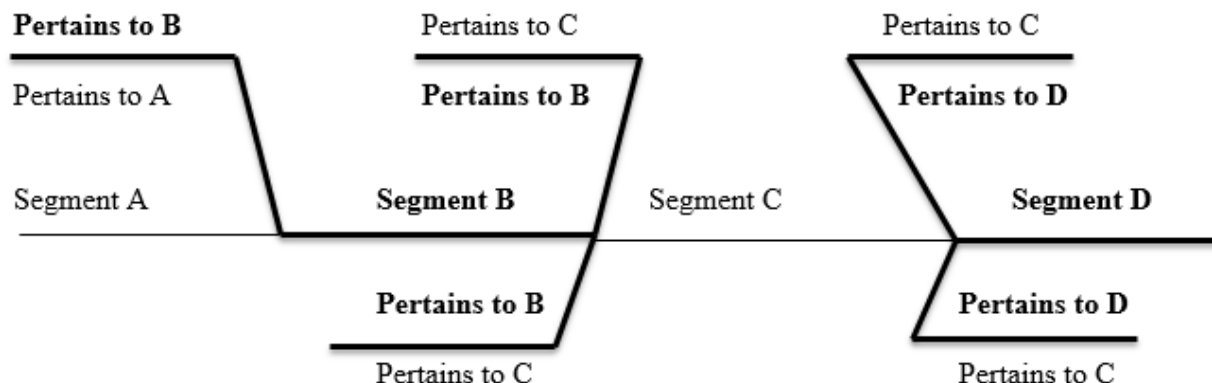 Pertains to B
Pertains to C
Pertains to C
Pertains to A
Pertains to B
Pertains to D
Segment A
Segment B
Segment C
Segment D
Pertains to B
Pertains to D
Pertains to C
Pertains to C